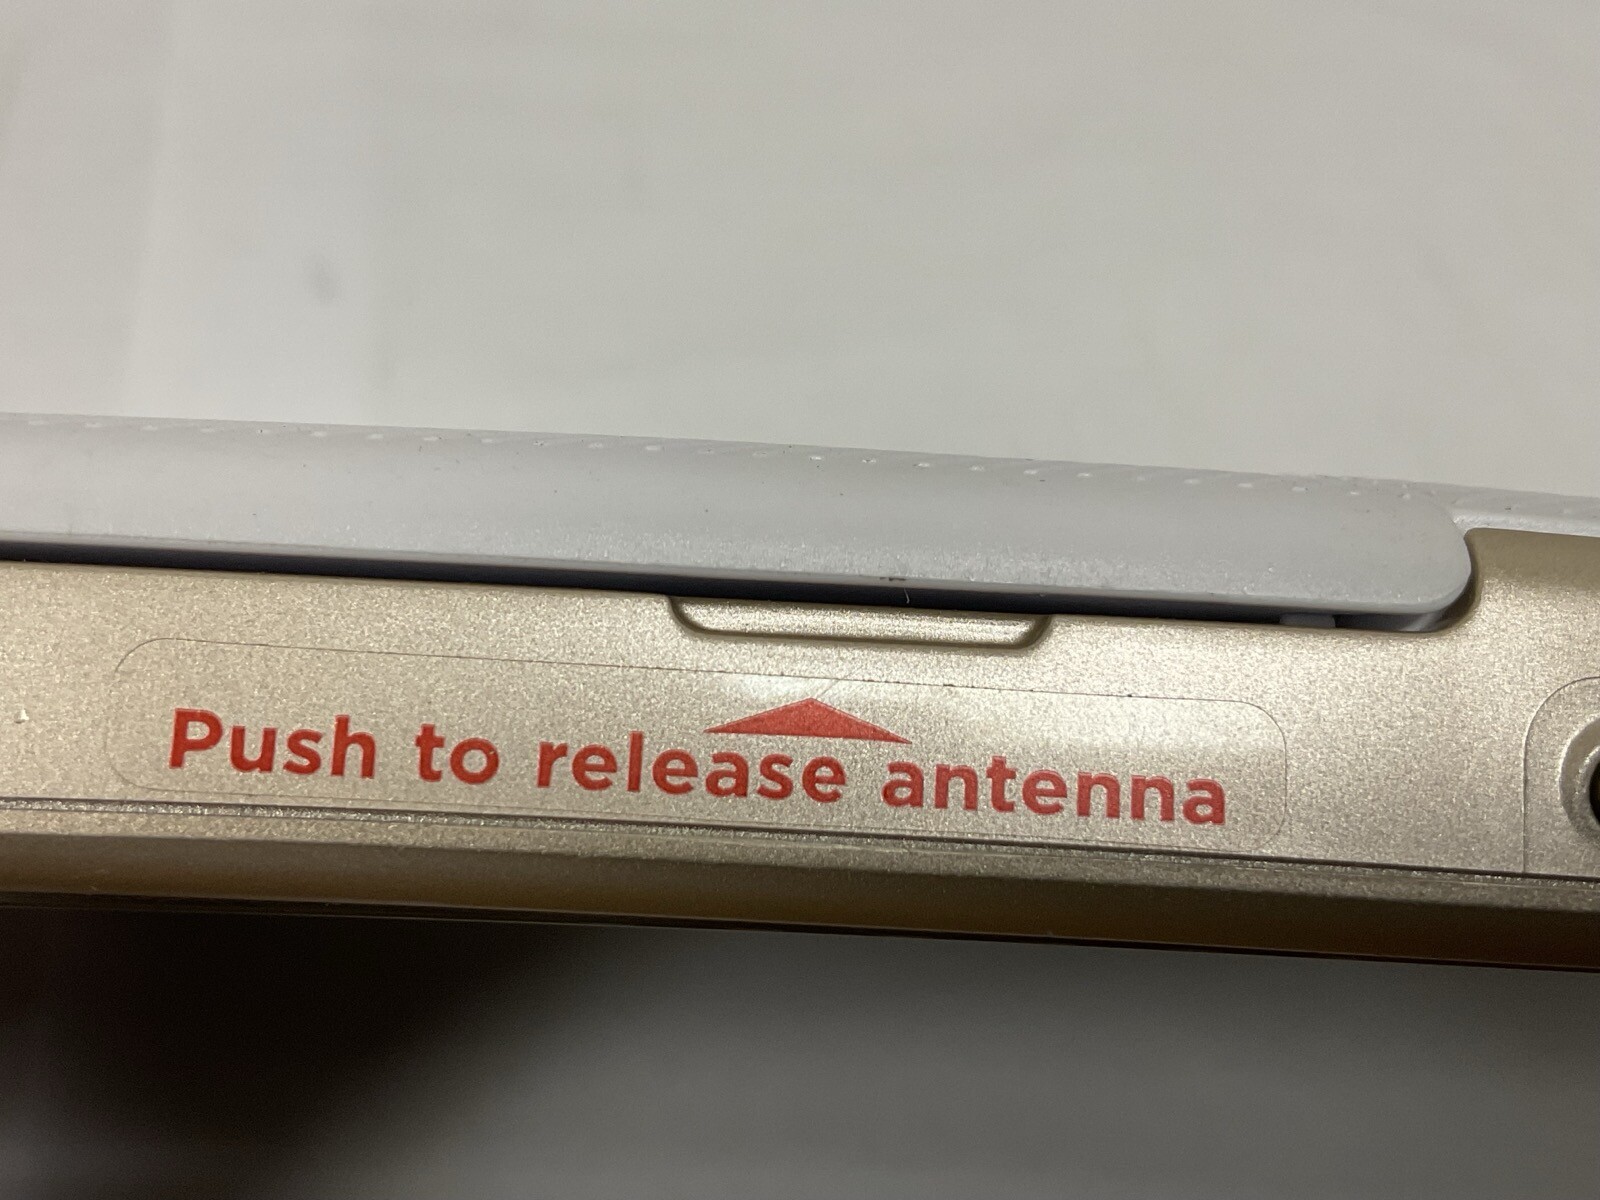 Push to release antenna